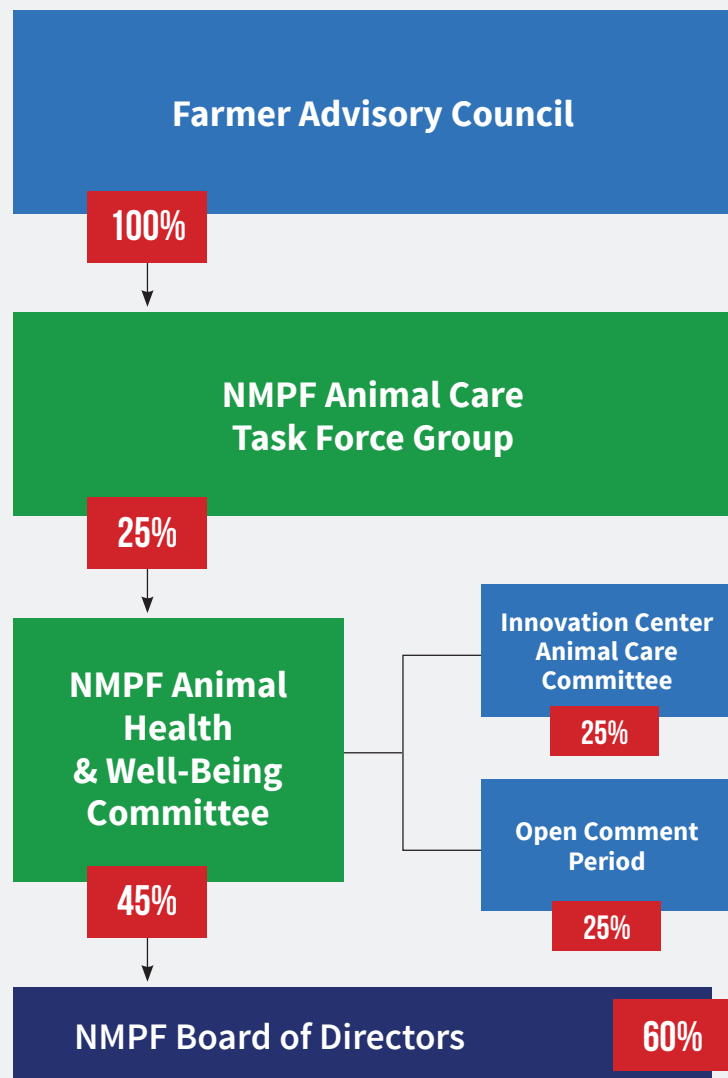 Farmer Advisory Council
100%
NMPF Animal Care
Task Force Group
25%
NMPF Animal
Health
& Well-Being
Committee
45%
Innovation Center
Animal Care
Committee
25%
Open Comment
Period
25%
NMPF Board of Directors
60%